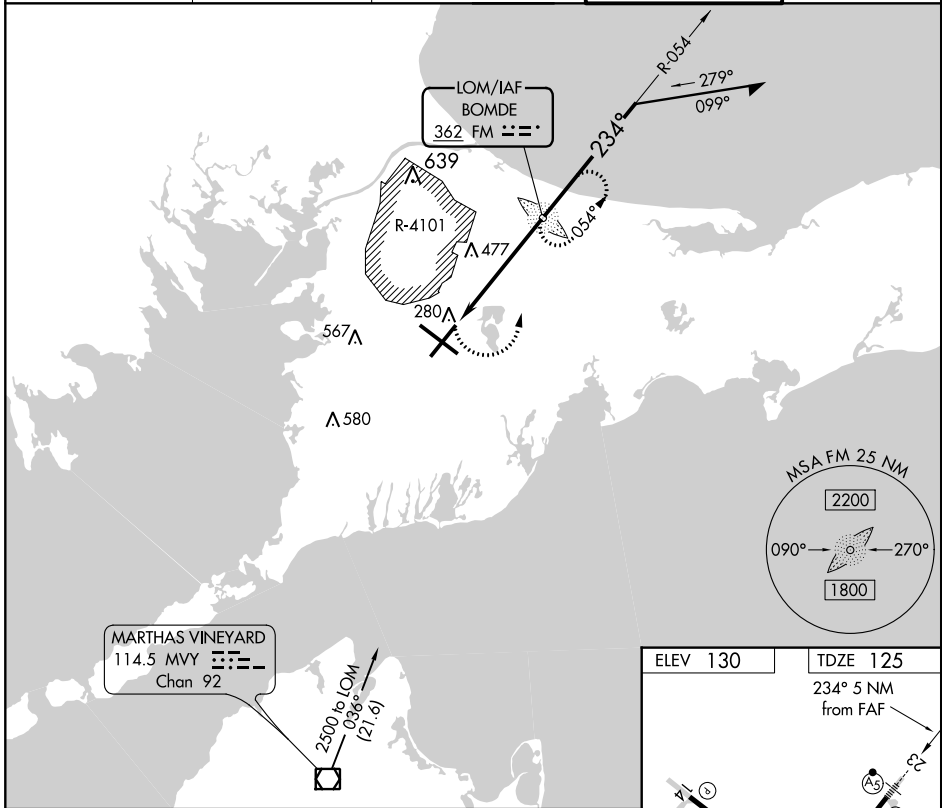 R-054
279°
099°
LOM/IAF
BOMDE
362 FM
234°
639
R-4101
054°
477
280
567
580
MSA FM 25 NM
2200
090°
270°
1800
MARTHAS VINEYARD
114.5 MVY
Chan 92
2500 to LOM
036°
(21.6)
ELEV 130
TDZE 125
234° 5 NM
from FAF
23
A5
14
P